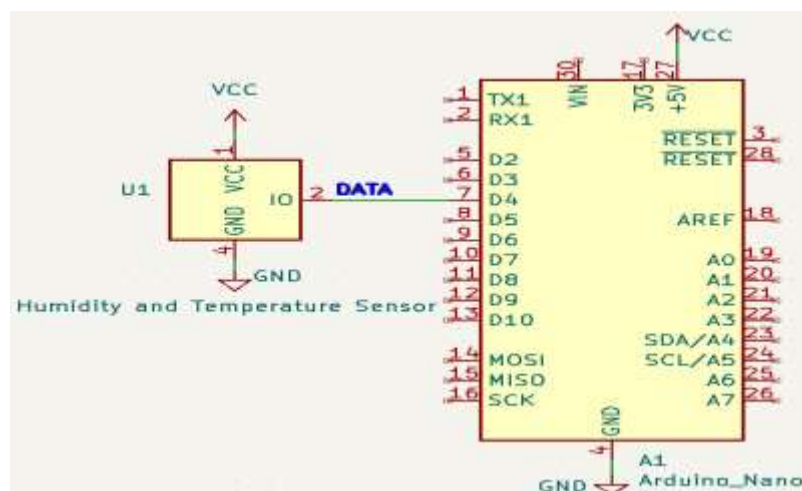 VCC
30
17
27
VCC
1
TX1
VIN
3V3
+5V
2
RX1
RESET
3
RESET
28
1
VCC
U1
IO
2
DATA
GND
4
GND
Humidity and Temperature Sensor
5
D2
6
D3
7
D4
8
D5
9
D6
10
D7
11
D8
12
D9
13
D10
14
MOSI
15
MISO
16
SCK
AREF
18
A0
19
A1
20
A2
21
A3
22
SDA/A4
23
SCL/A5
24
A6
25
A7
26
GND
4
GND
A1
Arduino_Nano